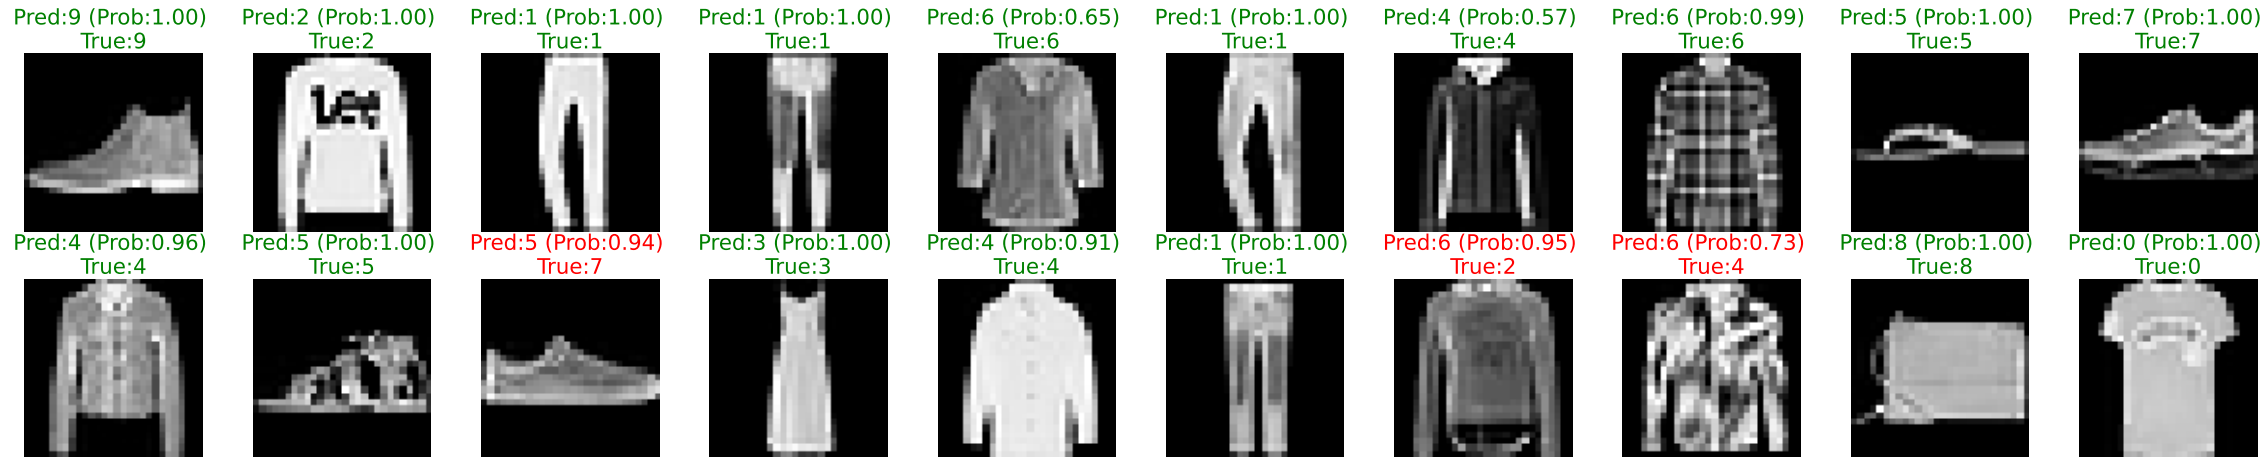 Pred:9 (Prob:1.00) Pred:2 (Prob:1.00) Pred:1 (Prob:1.00) Pred:1 (Prob:1.00) Pred:6 (Prob:0.65) Pred:1 (Prob:1.00) Pred:4 (Prob:0.57) Pred:6 (Prob:0.99) Pred:5 (Prob:1.00) Pred:7 (Prob:1.00)
True:9 True:2 True:1 True:1 True:6 True:1 True:4 True:6 True:5 True:7
Lee
Pred:4 (Prob:0.96) Pred:5 (Prob:1.00) Pred:5 (Prob:0.94) Pred:3 (Prob:1.00) Pred:4 (Prob:0.91) Pred:1 (Prob:1.00) Pred:6 (Prob:0.95) Pred:6 (Prob:0.73) Pred:8 (Prob:1.00) Pred:0 (Prob:1.00)
True:4 True:5 True:7 True:3 True:4 True:1 True:2 True:4 True:8 True:0